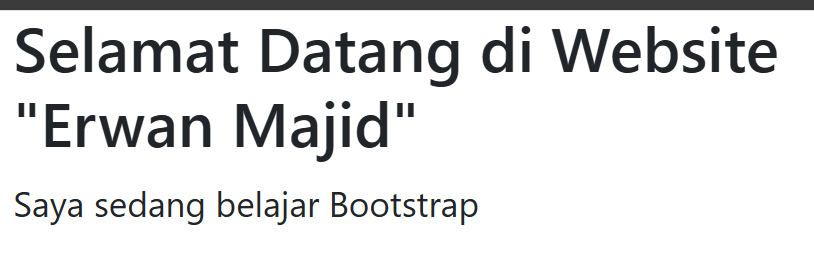 Selamat Datang di Website
"Erwan Majid"
Saya sedang belajar Bootstrap